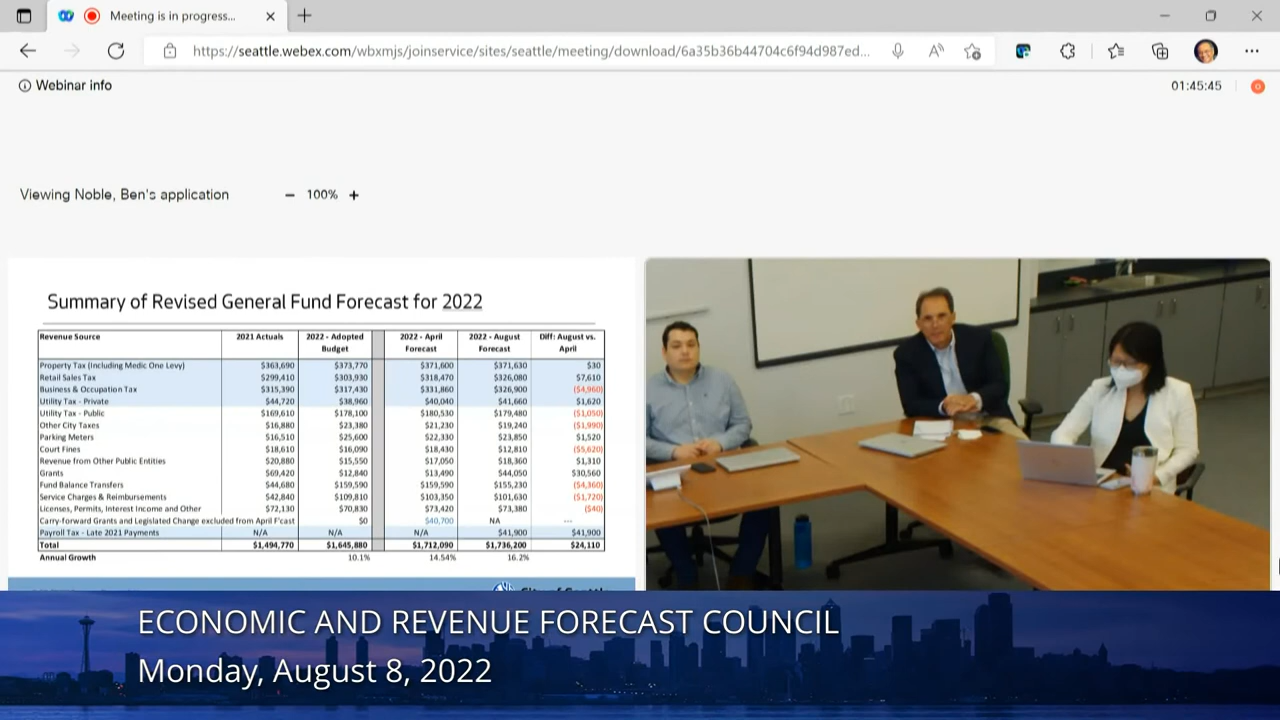 Meeting is in progress...
https://seattle.webex.com/wbxmjs/joinservice/sites/seattle/meeting/download/6a35b36b44704c6f94d987ed...
Webinar info
01:45:45
Viewing Noble, Ben's application
− 100% +
Summary of Revised General Fund Forecast for 2022
Revenue Source 2021 Actuals 2022 - Adopted Budget 2022 - April Forecast 2022 - August Forecast Diff: August vs. April
Property Tax (Including Medic One Levy) $363,690 $373,770 $371,600 $371,630 $30
Retail Sales Tax $299,410 $303,930 $318,470 $326,080 $7,610
Business & Occupation Tax $315,390 $317,430 $331,860 $326,900 ($4,960)
Utility Tax - Private $44,720 $38,960 $40,040 $41,660 $1,620
Utility Tax - Public $169,610 $178,100 $180,530 $179,480 ($1,050)
Other City Taxes $16,880 $23,380 $21,230 $19,240 ($1,990)
Parking Meters $16,510 $25,600 $22,330 $23,850 $1,520
Court Fines $18,610 $16,090 $18,430 $12,810 ($5,620)
Revenue from Other Public Entities $20,880 $15,550 $17,050 $18,360 $1,310
Grants $69,420 $12,840 $13,490 $44,050 $30,560
Fund Balance Transfers $44,680 $159,590 $159,590 $155,230 ($4,360)
Service Charges & Reimbursements $42,840 $109,810 $103,350 $101,630 ($1,720)
Licenses, Permits, Interest Income and Other $72,130 $70,830 $73,420 $73,380 ($40)
Carry-forward Grants and Legislated Change excluded from April F'cast $0 $40,700 NA ---
Payroll Tax - Late 2021 Payments N/A N/A N/A $41,900 $41,900
Total $1,494,770 $1,645,880 $1,712,090 $1,736,200 $24,110
Annual Growth 10.1% 14.54% 16.2%
ECONOMIC AND REVENUE FORECAST COUNCIL
Monday, August 8, 2022